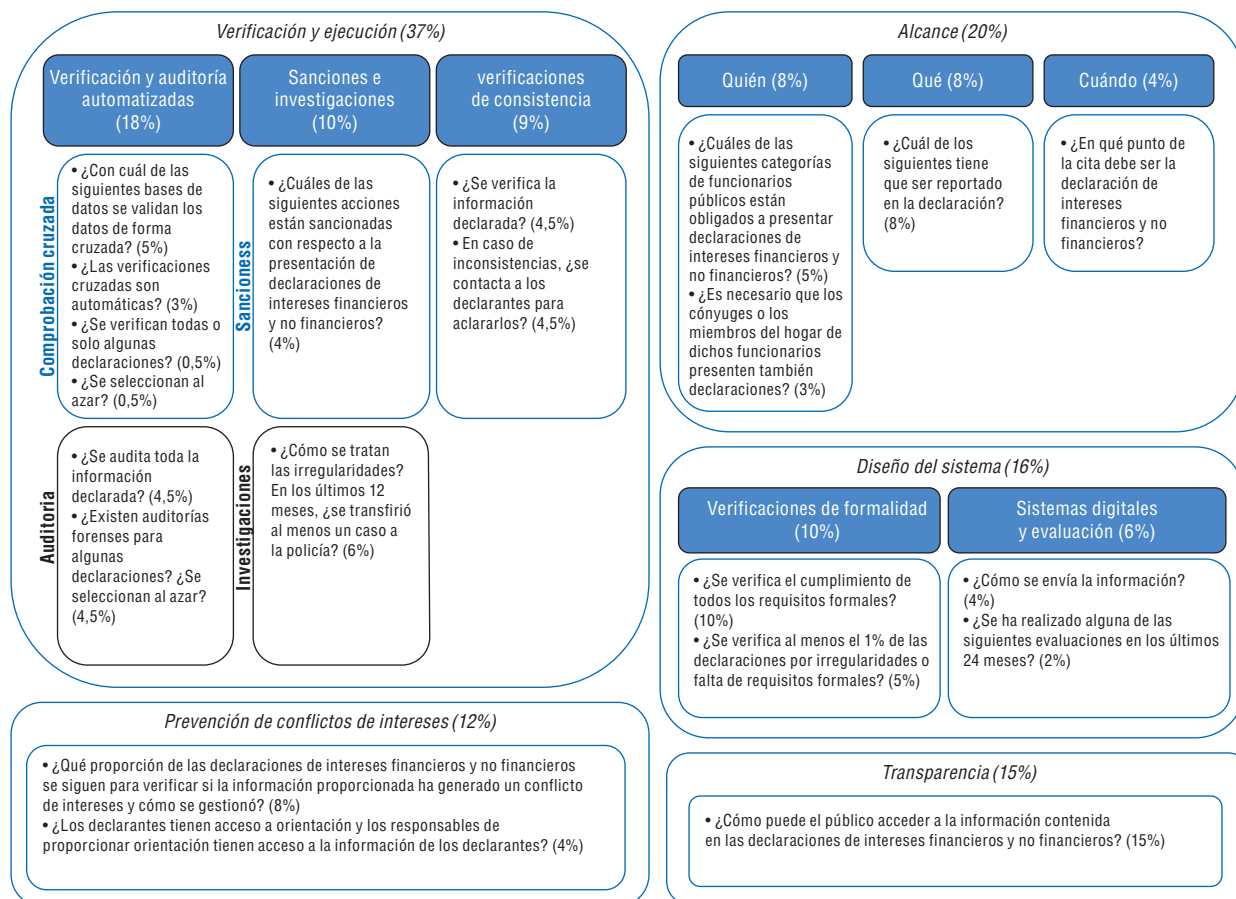 Verificación y ejecución (37%)
Verificación y auditoría
automatizadas
(18%)
Sanciones e
investigaciones
(10%)
verificaciones
de consistencia
(9%)
Comprobación cruzada
• ¿Con cuál de las
siguientes bases de
datos se validan los
datos de forma
cruzada? (5%)
• ¿Las verificaciones
cruzadas son
automáticas? (3%)
• ¿Se verifican todas o
solo algunas
declaraciones? (0,5%)
• ¿Se seleccionan al
azar? (0,5%)
Sancioness
• ¿Cuáles de las
siguientes acciones
están sancionadas
con respecto a la
presentación de
declaraciones de
intereses financieros
y no financieros?
(4%)
• ¿Se verifica la
información
declarada? (4,5%)
• En caso de
inconsistencias, ¿se
contacta a los
declarantes para
aclararlos? (4,5%)
Auditoria
• ¿Se audita toda la
información
declarada? (4,5%)
• ¿Existen auditorías
forenses para
algunas
declaraciones? ¿Se
seleccionan al azar?
(4,5%)
Investigaciones
• ¿Cómo se tratan
las irregularidades?
En los últimos 12
meses, ¿se transfirió
al menos un caso a
la policía? (6%)
Alcance (20%)
Quién (8%)
Qué (8%)
Cuándo (4%)
• ¿Cuáles de las
siguientes categorías
de funcionarios
públicos están
obligados a presentar
declaraciones de
intereses financieros y
no financieros? (5%)
• ¿Es necesario que los
cónyuges o los
miembros del hogar de
dichos funcionarios
presenten también
declaraciones? (3%)
• ¿Cuál de los
siguientes tiene
que ser reportado
en la declaración?
(8%)
• ¿En qué punto de
la cita debe ser la
declaración de
intereses
financieros y no
financieros?
Diseño del sistema (16%)
Verificaciones de formalidad
(10%)
Sistemas digitales
y evaluación (6%)
• ¿Se verifica el cumplimiento de
todos los requisitos formales?
(10%)
• ¿Se verifica al menos el 1% de las
declaraciones por irregularidades o
falta de requisitos formales? (5%)
• ¿Cómo se envía la información?
(4%)
• ¿Se ha realizado alguna de las
siguientes evaluaciones en los últimos
24 meses? (2%)
Prevención de conflictos de intereses (12%)
• ¿Qué proporción de las declaraciones de intereses financieros y no financieros
se siguen para verificar si la información proporcionada ha generado un conflicto
de intereses y cómo se gestionó? (8%)
• ¿Los declarantes tienen acceso a orientación y los responsables de
proporcionar orientación tienen acceso a la información de los declarantes? (4%)
Transparencia (15%)
• ¿Cómo puede el público acceder a la información contenida
en las declaraciones de intereses financieros y no financieros? (15%)